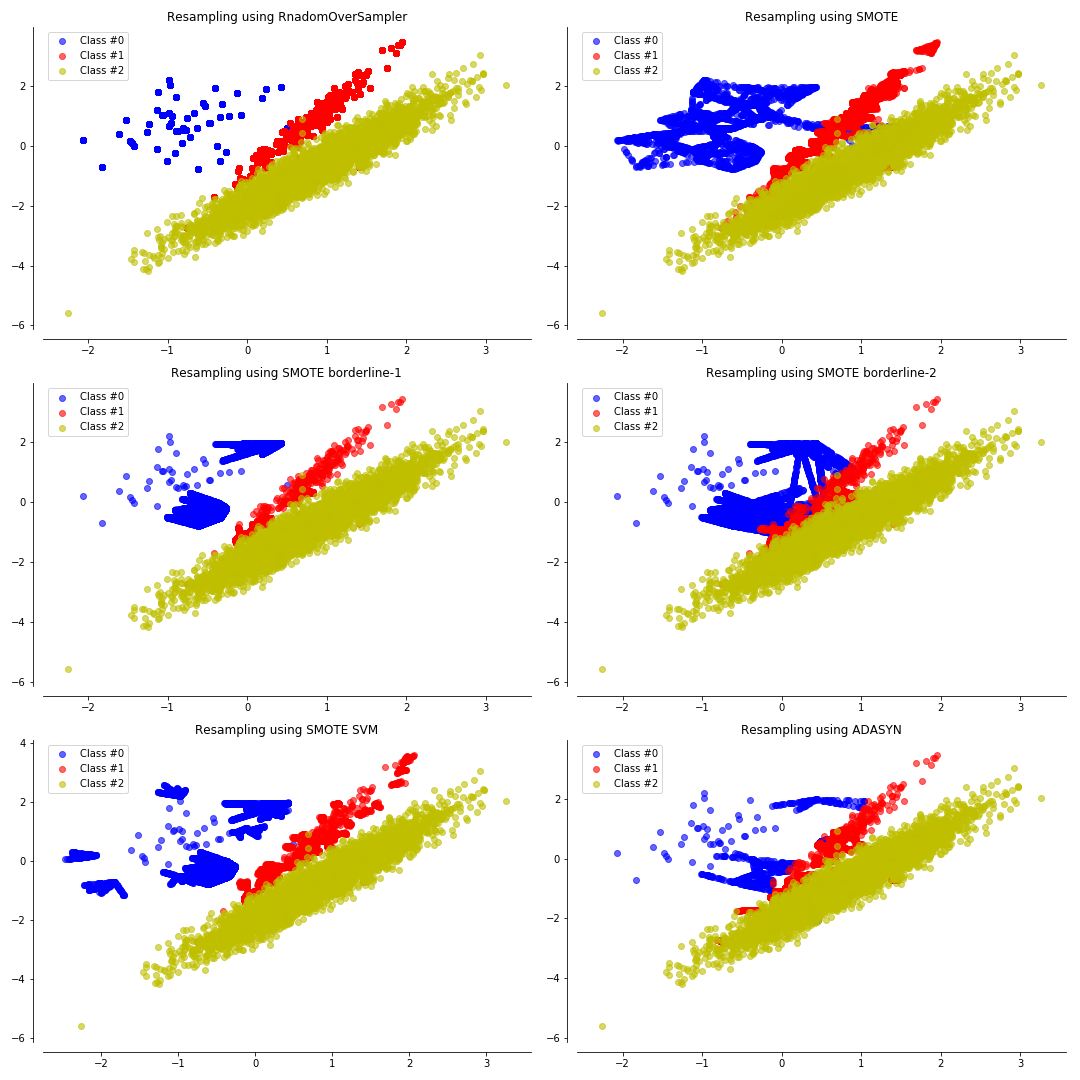 Resampling using RnadomOverSampler
Class #0
Class #1
Class #2
2
0
−2
−4
−6
−2 −1 0 1 2 3
Resampling using SMOTE
Class #0
Class #1
Class #2
2
0
−2
−4
−6
−2 −1 0 1 2 3
Resampling using SMOTE borderline-1
Class #0
Class #1
Class #2
2
0
−2
−4
−6
−2 −1 0 1 2 3
Resampling using SMOTE borderline-2
Class #0
Class #1
Class #2
2
0
−2
−4
−6
−2 −1 0 1 2 3
Resampling using SMOTE SVM
Class #0
Class #1
Class #2
4
2
0
−2
−4
−6
−2 −1 0 1 2 3
Resampling using ADASYN
Class #0
Class #1
Class #2
2
0
−2
−4
−6
−2 −1 0 1 2 3